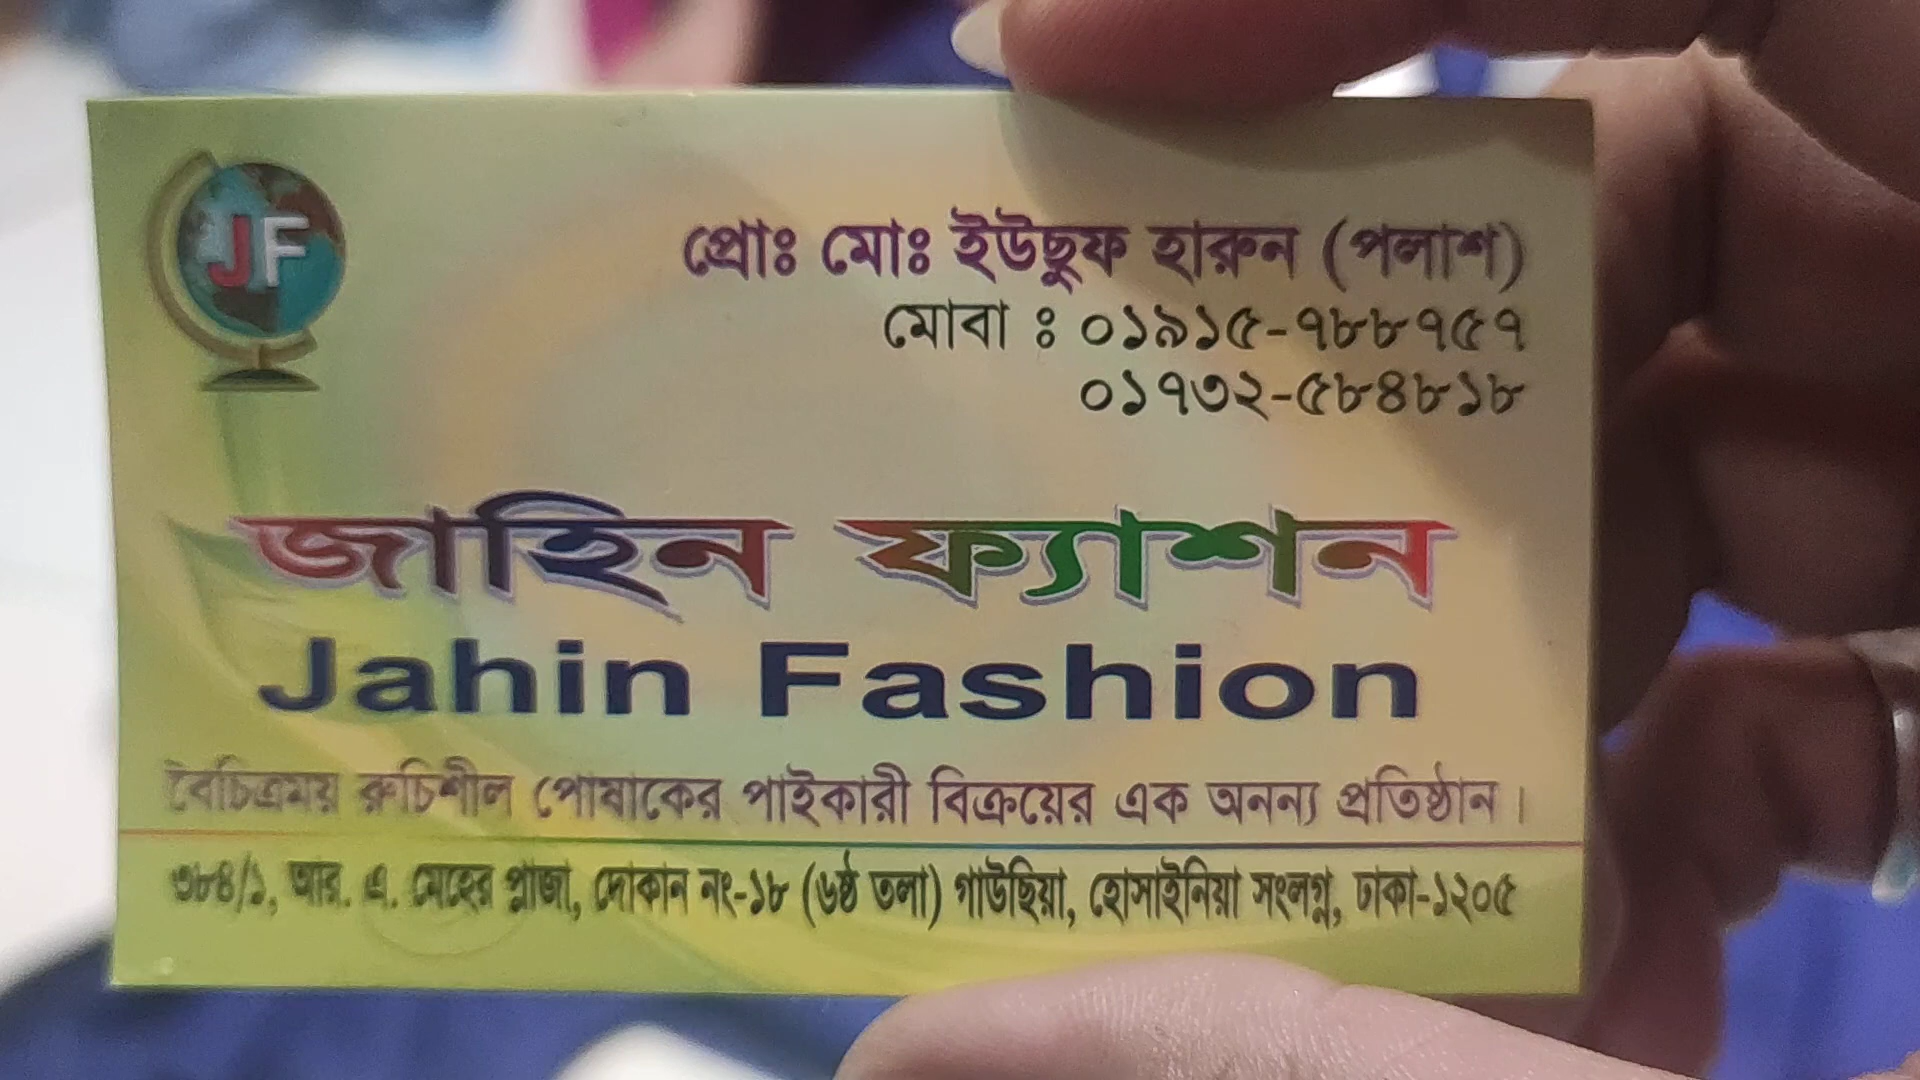 JF
প্রোঃ মোঃ ইউছুফ হারুন (পলাশ)
মোবা : ০১৯১৫-৭৮৮৭৫৭
০১৭৩২-৫৮৪৮১৮
জাহিন ফ্যাশন
Jahin Fashion
বৈচিত্রময় রুচিশীল পোষাকের পাইকারী বিক্রয়ের এক অনন্য প্রতিষ্ঠান।
৩৮৪/১, আর. এ. মেহের প্লাজা, দোকান নং-১৮ (৬ষ্ঠ তলা) গাউছিয়া, হোসাইনিয়া সংলগ্ন, ঢাকা-১২০৫